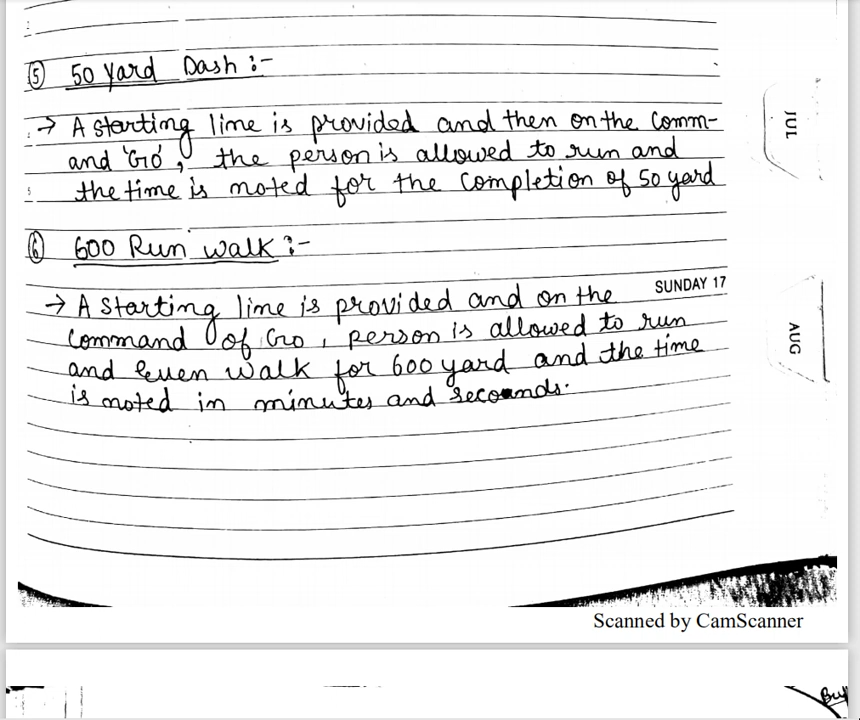 ⑤ 50 Yard Dash :-
→ A starting line is provided and then on the comm-
and 'Go', the person is allowed to run and
the time is noted for the completion of 50 yard
⑥ 600 Run walk :-
SUNDAY 17
→ A starting line is provided and on the
command of Go, person is allowed to run
and even walk for 600 yard and the time
is noted in minutes and seconds.
JUL
AUG
Scanned by CamScanner